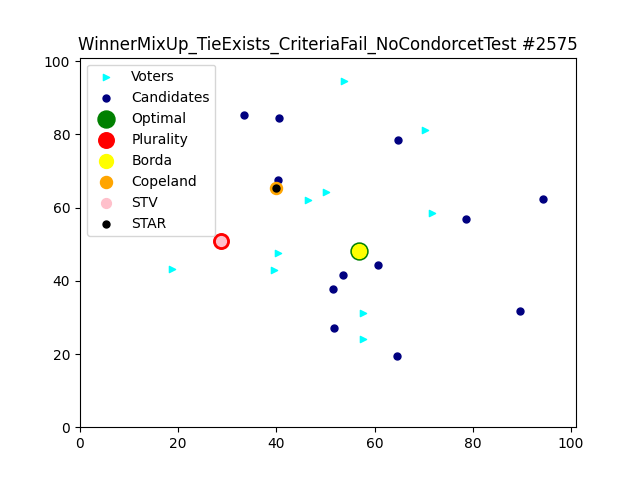 WinnerMixUp_TieExists_CriteriaFail_NoCondorcetTest #2575
100
80
60
40
20
0
Voters
Candidates
Optimal
Plurality
Borda
Copeland
STV
STAR
0 20 40 60 80 100